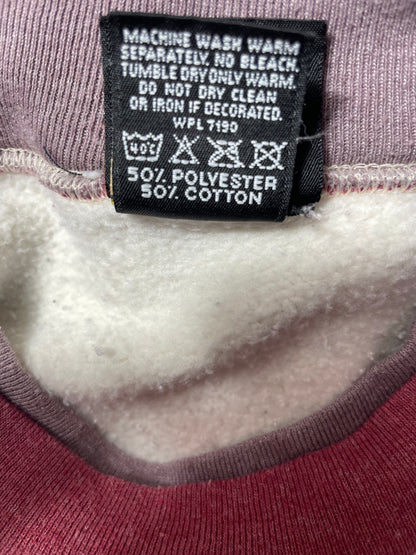 MACHINE WASH WARM
SEPARATELY. NO BLEACH.
TUMBLE DRY ONLY WARM.
DO NOT DRY CLEAN
OR IRON IF DECORATED.
WPL 7190
40°C
50% POLYESTER
50% COTTON